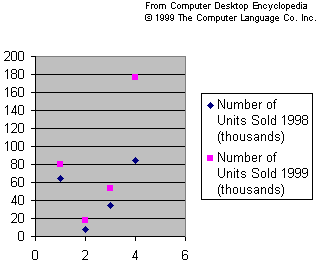 From Computer Desktop Encyclopedia
© 1999 The Computer Language Co. Inc.
200
180
160
140
120
100
80
60
40
20
0
0 2 4 6
Number of
Units Sold 1998
(thousands)
Number of
Units Sold 1999
(thousands)